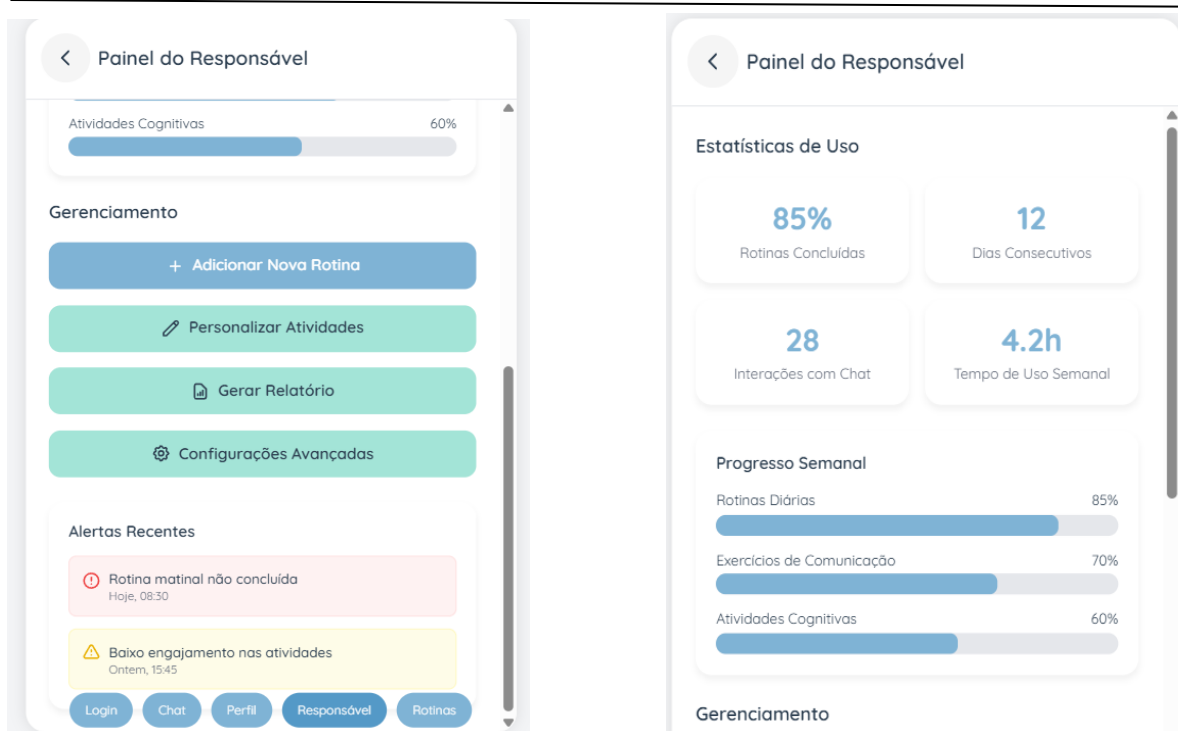 Painel do Responsável
Atividades Cognitivas 60%
Gerenciamento
+ Adicionar Nova Rotina
Personalizar Atividades
Gerar Relatório
Configurações Avançadas
Alertas Recentes
Rotina matinal não concluída
Hoje, 08:30
Baixo engajamento nas atividades
Ontem, 15:45
Login Chat Perfil Responsável Rotinas
Painel do Responsável
Estatísticas de Uso
85% 12
Rotinas Concluídas Dias Consecutivos
28 4.2h
Interações com Chat Tempo de Uso Semanal
Progresso Semanal
Rotinas Diárias 85%
Exercícios de Comunicação 70%
Atividades Cognitivas 60%
Gerenciamento